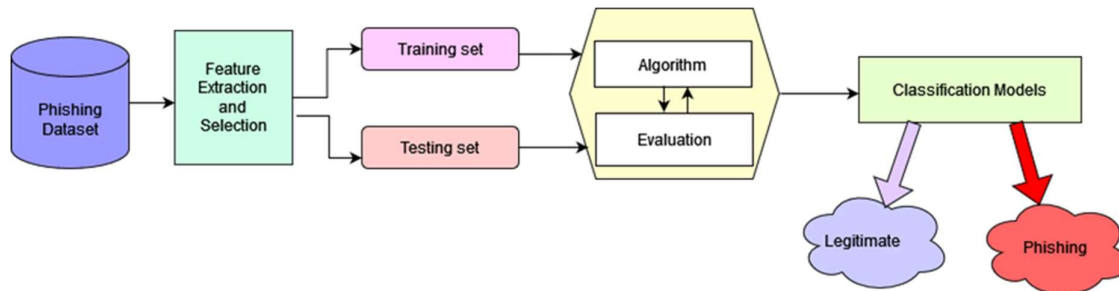 Phishing
Dataset
Feature
Extraction
and
Selection
Training set
Testing set
Algorithm
Evaluation
Classification Models
Legitimate
Phishing